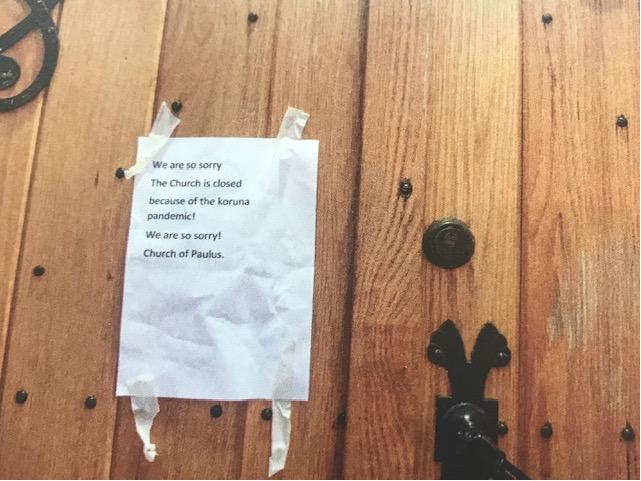 We are so sorry
The Church is closed
because of the koruna
pandemic!
We are so sorry!
Church of Paulus.